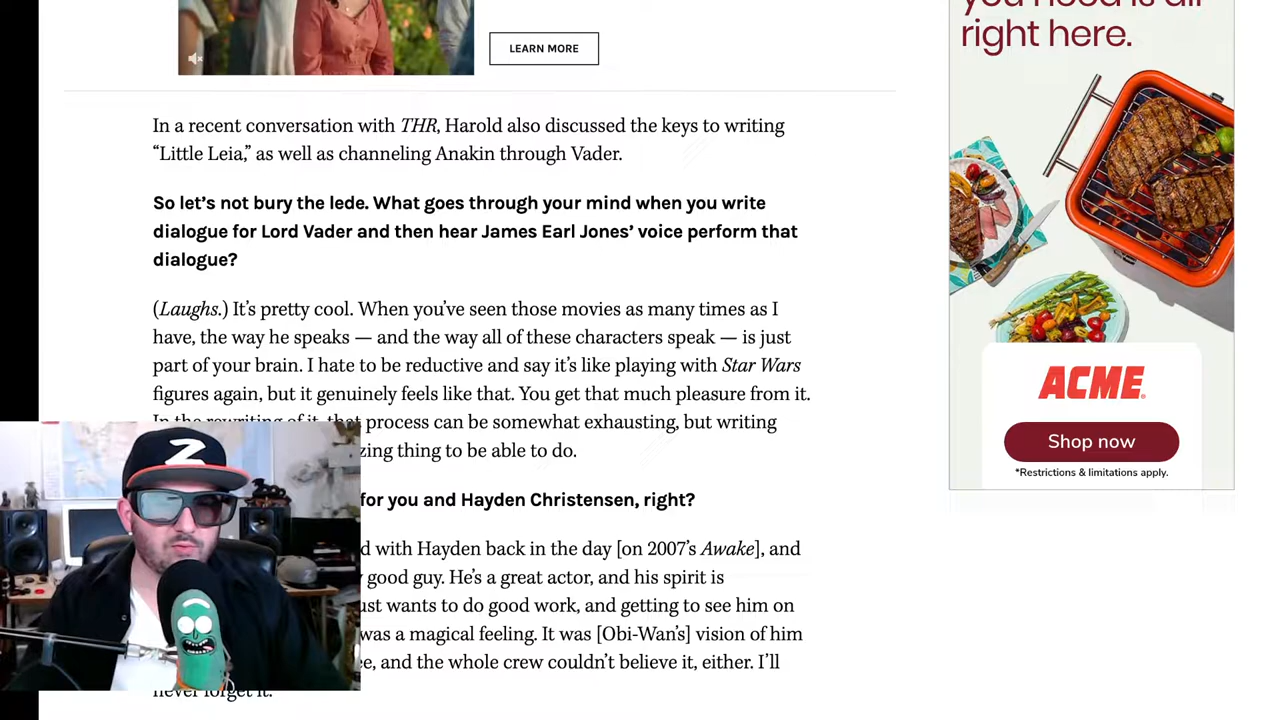 you need is all
right here.
LEARN MORE
In a recent conversation with THR, Harold also discussed the keys to writing
“Little Leia,” as well as channeling Anakin through Vader.
So let’s not bury the lede. What goes through your mind when you write
dialogue for Lord Vader and then hear James Earl Jones’ voice perform that
dialogue?
(Laughs.) It’s pretty cool. When you’ve seen those movies as many times as I
have, the way he speaks — and the way all of these characters speak — is just
part of your brain. I hate to be reductive and say it’s like playing with Star Wars
figures again, but it genuinely feels like that. You get that much pleasure from it.
In the rewriting of it, that process can be somewhat exhausting, but writing
zing thing to be able to do.
for you and Hayden Christensen, right?
d with Hayden back in the day [on 2007’s Awake], and
good guy. He’s a great actor, and his spirit is
ust wants to do good work, and getting to see him on
was a magical feeling. It was [Obi-Wan’s] vision of him
ee, and the whole crew couldn’t believe it, either. I’ll
never forget it.
ACME
Shop now
*Restrictions & limitations apply.
Z